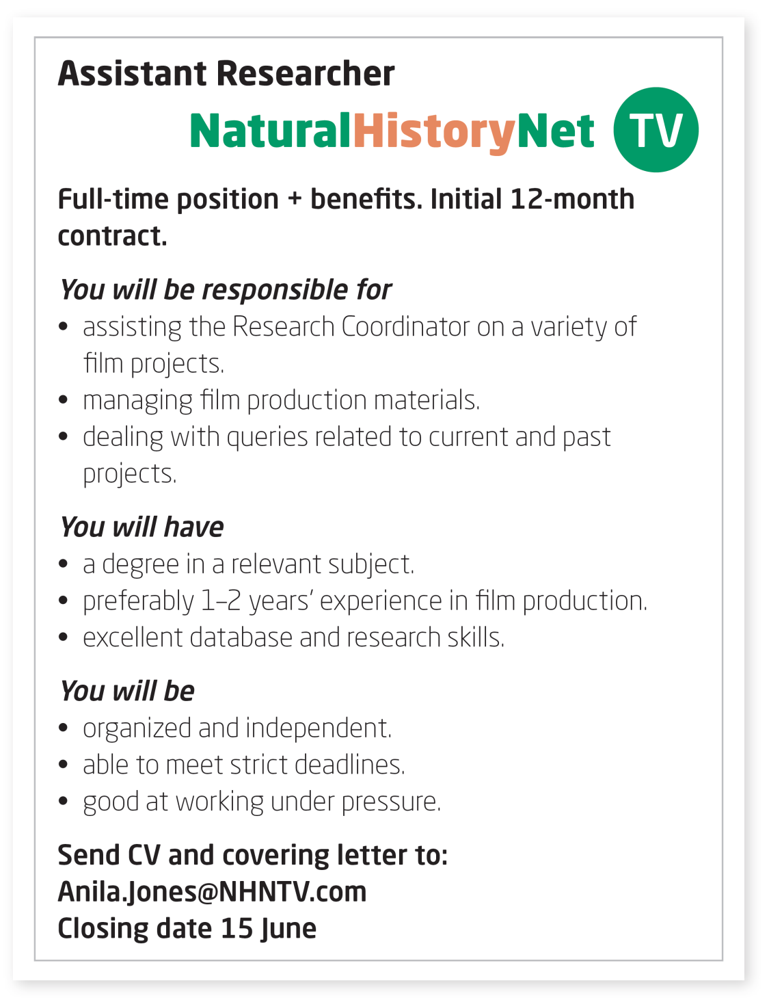 Assistant Researcher
NaturalHistoryNet TV
Full-time position + benefits. Initial 12-month
contract.
You will be responsible for
• assisting the Research Coordinator on a variety of
film projects.
• managing film production materials.
• dealing with queries related to current and past
projects.
You will have
• a degree in a relevant subject.
• preferably 1–2 years’ experience in film production.
• excellent database and research skills.
You will be
• organized and independent.
• able to meet strict deadlines.
• good at working under pressure.
Send CV and covering letter to:
Anila.Jones@NHNTV.com
Closing date 15 June